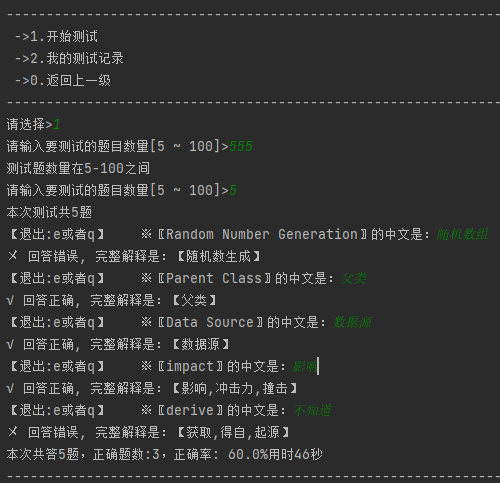 ->1.开始测试
->2.我的测试记录
->0.返回上一级
请选择>1
请输入要测试的题目数量[5 ~ 100]>555
测试题数量在5-100之间
请输入要测试的题目数量[5 ~ 100]>5
本次测试共5题
【退出:e或者q】 ※〖Random Number Generation〗的中文是: 随机数组
㐅 回答错误, 完整解释是:【随机数生成】
【退出:e或者q】 ※〖Parent Class〗的中文是: 父类
√ 回答正确, 完整解释是:【父类】
【退出:e或者q】 ※〖Data Source〗的中文是: 数据源
√ 回答正确, 完整解释是:【数据源】
【退出:e或者q】 ※〖impact〗的中文是: 影响
√ 回答正确, 完整解释是:【影响,冲击力,撞击】
【退出:e或者q】 ※〖derive〗的中文是: 不知道
㐅 回答错误, 完整解释是:【获取,得自,起源】
本次共答5题，正确题数:3，正确率: 60.0%用时46秒